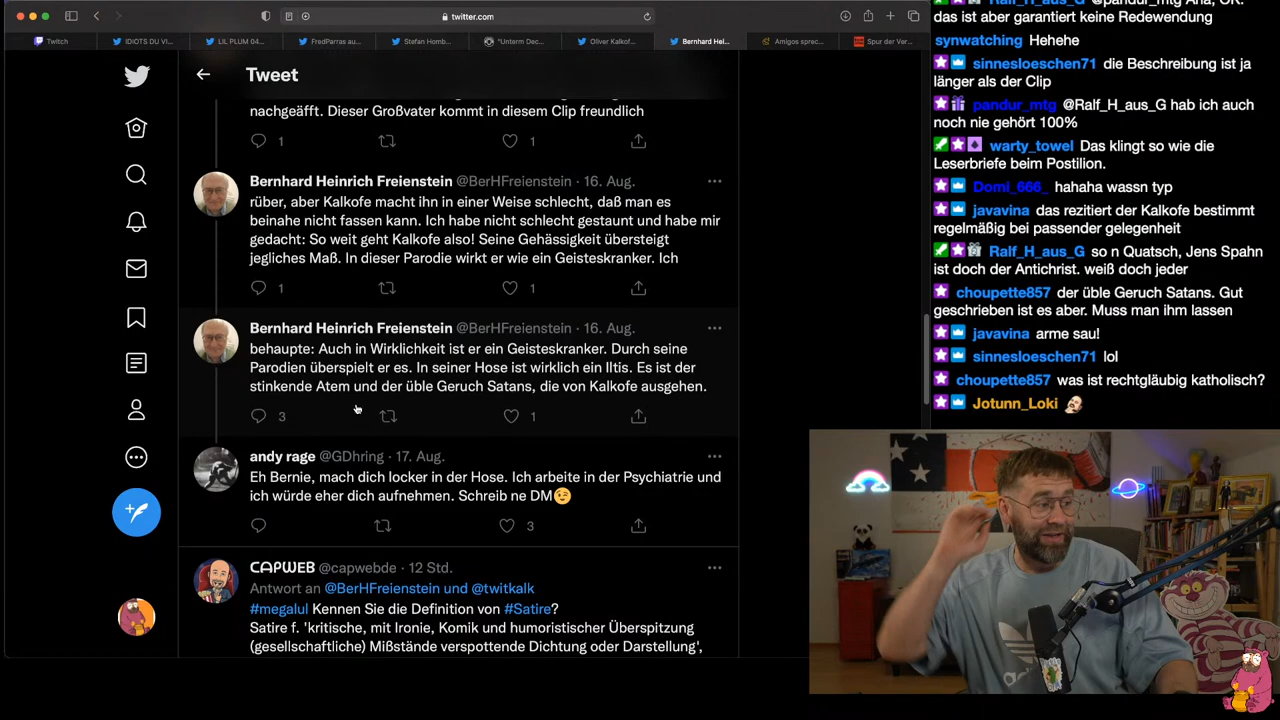 twitter.com
Twitch
IDIOTS DU VI...
LIL PLUM 04...
FredParras au...
Stefan Homb...
"Unterm Dec...
Oliver Kalkof...
Bernhard Hei...
Amigos sprec...
Spur der Ver...
Tweet
nachgeäfft. Dieser Großvater kommt in diesem Clip freundlich
1
1
Bernhard Heinrich Freienstein @BerHFreienstein · 16. Aug.
rüber, aber Kalkofe macht ihn in einer Weise schlecht, daß man es
beinahe nicht fassen kann. Ich habe nicht schlecht gestaunt und habe mir
gedacht: So weit geht Kalkofe also! Seine Gehässigkeit übersteigt
jegliches Maß. In dieser Parodie wirkt er wie ein Geisteskranker. Ich
1
1
Bernhard Heinrich Freienstein @BerHFreienstein · 16. Aug.
behaupte: Auch in Wirklichkeit ist er ein Geisteskranker. Durch seine
Parodien überspielt er es. In seiner Hose ist wirklich ein Iltis. Es ist der
stinkende Atem und der üble Geruch Satans, die von Kalkofe ausgehen.
3
1
andy rage @GDhring · 17. Aug.
Eh Bernie, mach dich locker in der Hose. Ich arbeite in der Psychiatrie und
ich würde eher dich aufnehmen. Schreib ne DM😉
3
CAPWEB @capwebde · 12 Std.
Antwort an @BerHFreienstein und @twitkalk
#megalul Kennen Sie die Definition von #Satire?
Satire f. 'kritische, mit Ironie, Komik und humoristischer Überspitzung
(gesellschaftliche) Mißstände verspottende Dichtung oder Darstellung',
Ralf_H_aus_G @pandur_mtg Aha, OK.
das ist aber garantiert keine Redewendung
synwatching Hehehe
sinnesloeschen71 die Beschreibung ist ja
länger als der Clip
pandur_mtg @Ralf_H_aus_G hab ich auch
noch nie gehört 100%
warty_towel Das klingt so wie die
Leserbriefe beim Postilion.
Domi_666_ hahaha wassn typ
javavina das rezitiert der Kalkofe bestimmt
regelmäßig bei passender gelegenheit
Ralf_H_aus_G so n Quatsch, Jens Spahn
ist doch der Antichrist. weiß doch jeder
choupette857 der üble Geruch Satans. Gut
geschrieben ist es aber. Muss man ihm lassen
javavina arme sau!
sinnesloeschen71 lol
choupette857 was ist rechtgläubig katholisch?
Jotunn_Loki